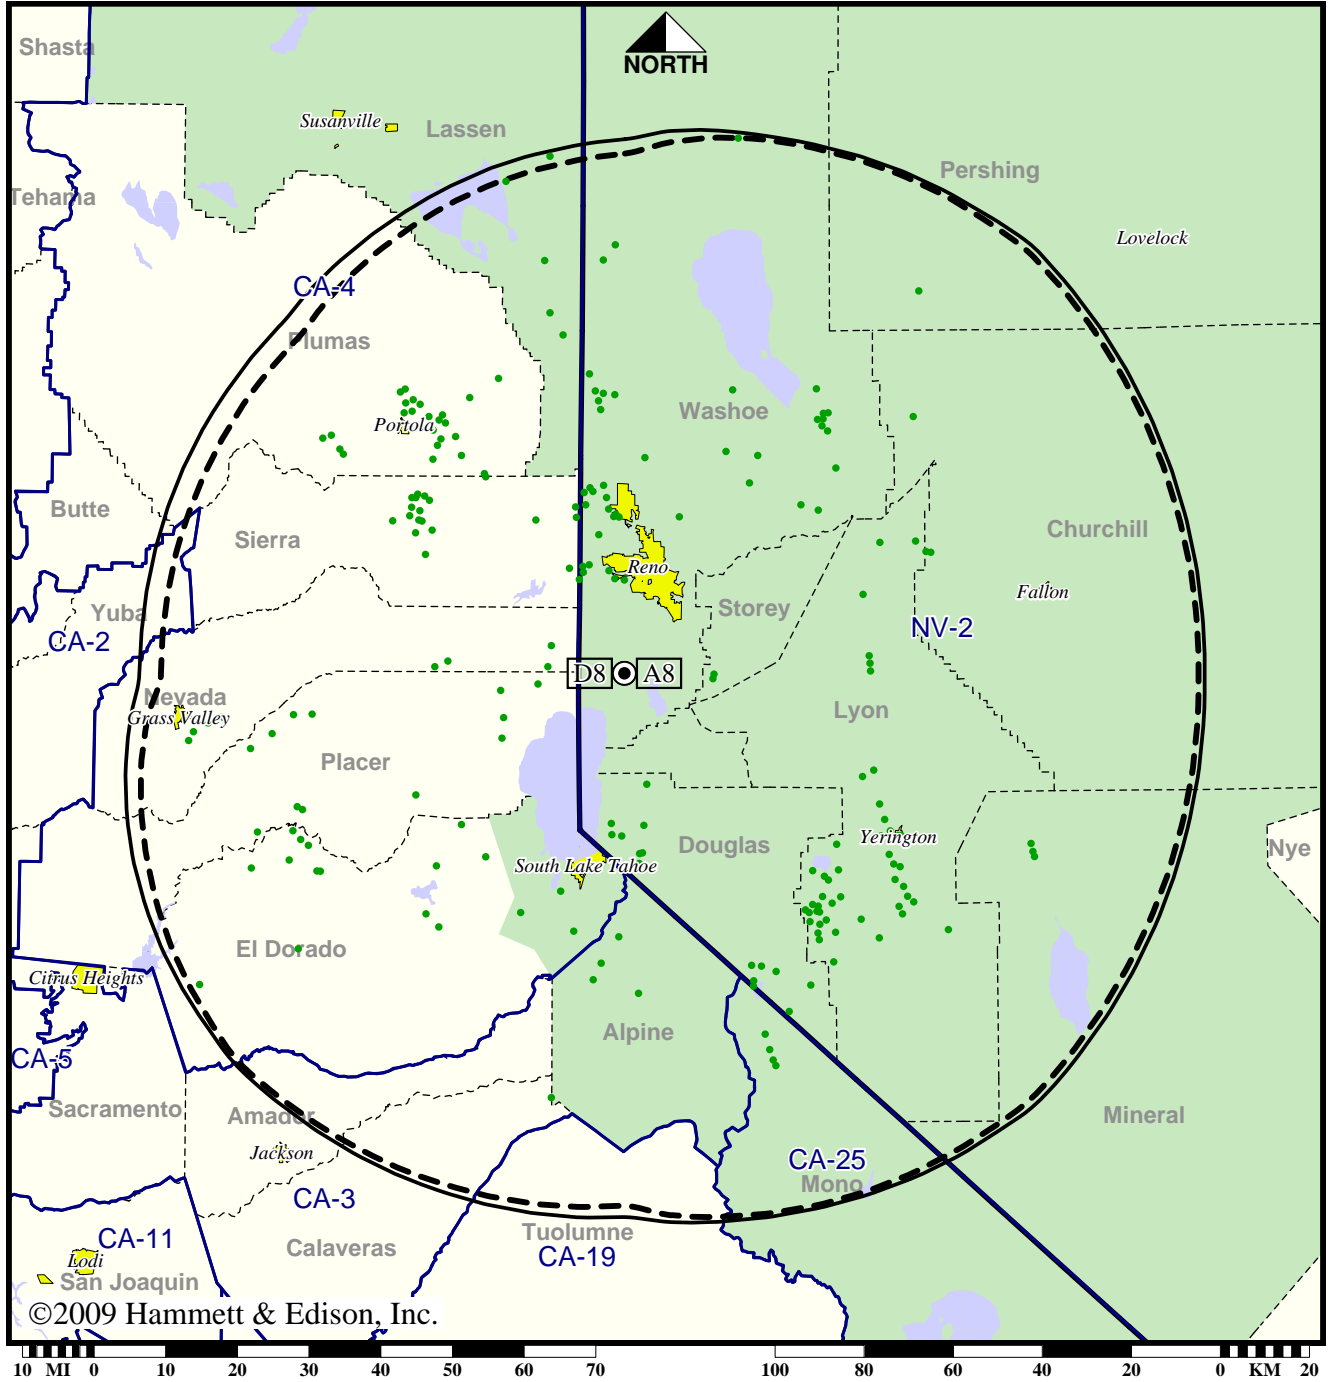 Shasta
NORTH
Susanville
Lassen
Pershing
Tehama
Lovelock
CA-4
Plumas
Washoe
Portola
Butte
Sierra
Churchill
Reno
Fallon
Yuba
Storey
CA-2
NV-2
D8 A8
Nevada
Grass Valley
Lyon
Placer
Yerington
Douglas
Nye
South Lake Tahoe
El Dorado
Citrus Heights
Alpine
CA-5
Sacramento
Amador
Mineral
Jackson
CA-25
Mono
CA-3
Tuolumne
CA-11
Calaveras
CA-19
Lodi
San Joaquin
©2009 Hammett & Edison, Inc.
10 MI 0 10 20 30 40 50 60 70 100 80 60 40 20 0 KM 20